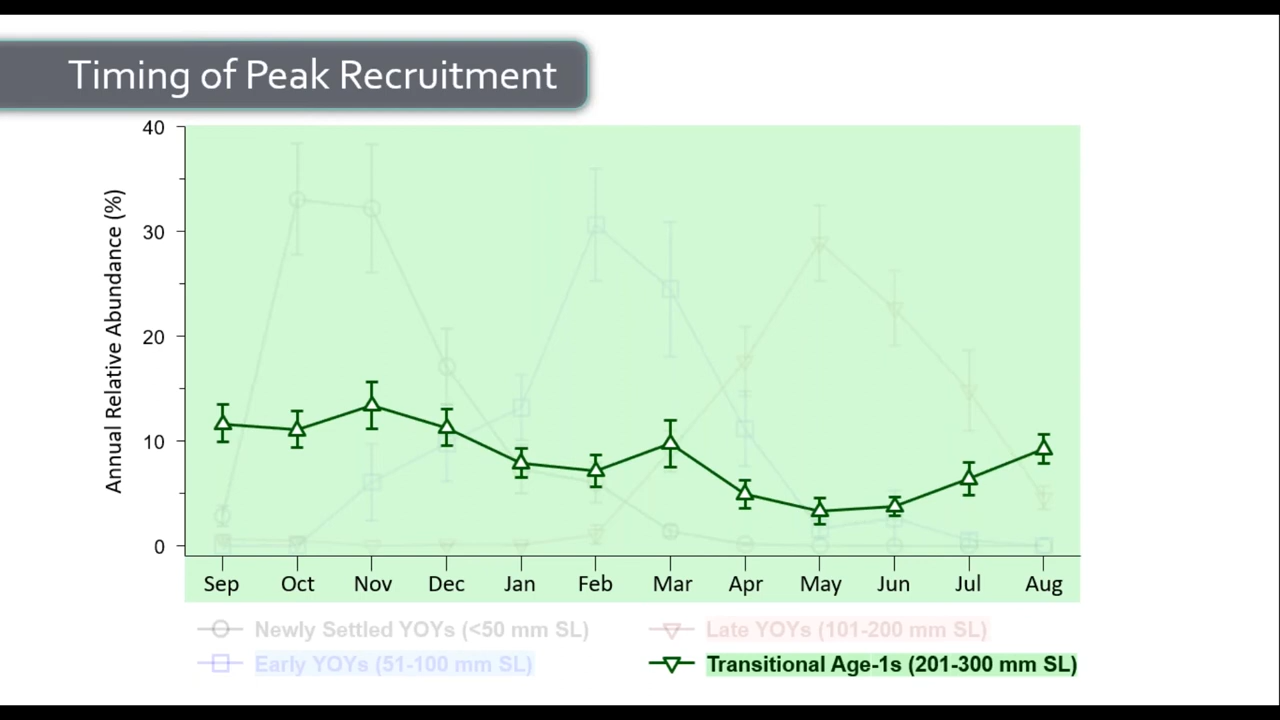 Timing of Peak Recruitment
Annual Relative Abundance (%)
40
30
20
10
0
Sep Oct Nov Dec Jan Feb Mar Apr May Jun Jul Aug
Newly Settled YOYs (<50 mm SL) Late YOYs (101-200 mm SL)
Early YOYs (51-100 mm SL) Transitional Age-1s (201-300 mm SL)